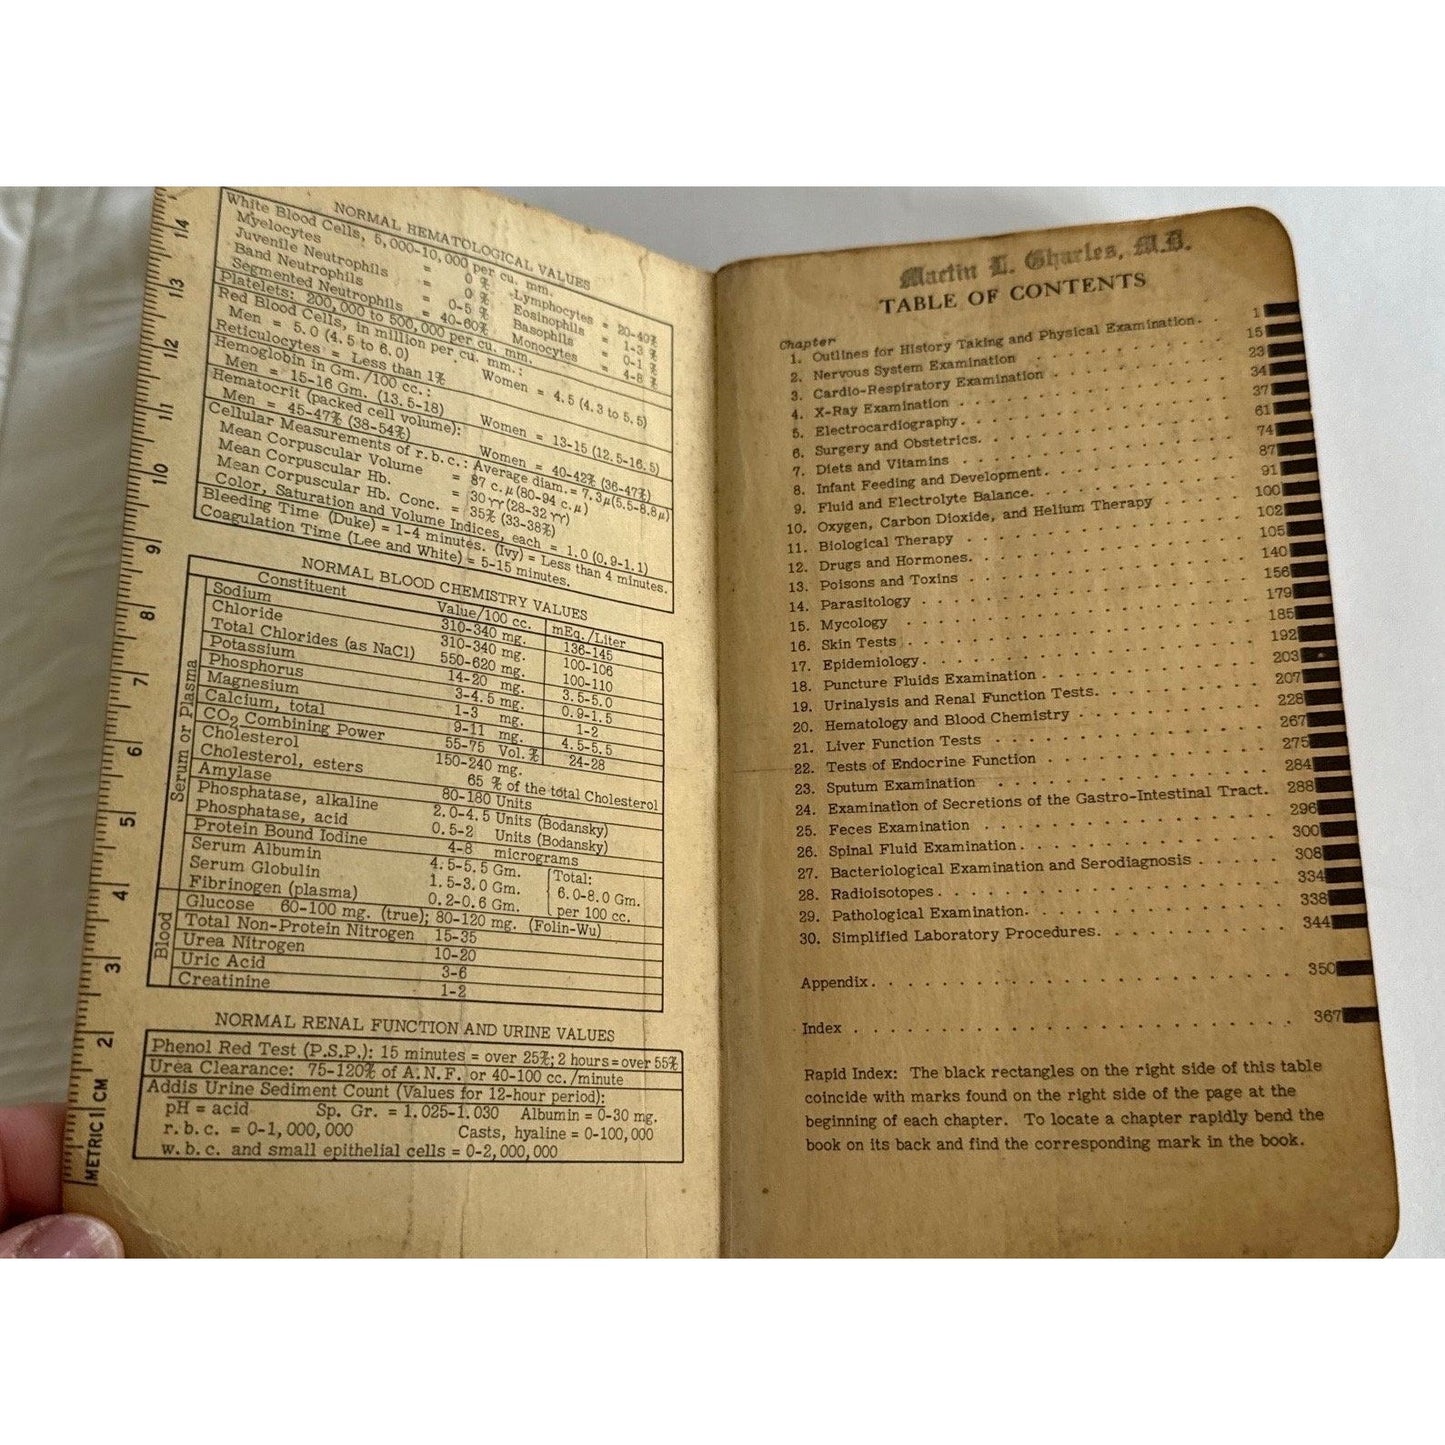 NORMAL HEMATOLOGICAL VALUES
White Blood Cells, 5,000-10,000 per cu. mm.
Myelocytes = 0 % Lymphocytes = 20-40%
Juvenile Neutrophils = 0 % Eosinophils = 1-3 %
Band Neutrophils = 0-5 % Basophils = 0-1 %
Segmented Neutrophils = 40-60% Monocytes = 4-8 %
Platelets: 200,000 to 500,000 per cu. mm.
Red Blood Cells, in million per cu. mm.:
Men = 5.0 (4.5 to 6.0) Women = 4.5 (4.3 to 5.5)
Reticulocytes = Less than 1%
Hemoglobin in Gm./100 cc.:
Men = 15-16 Gm. (13.5-18) Women = 13-15 (12.5-16.5)
Hematocrit (packed cell volume):
Men = 45-47% (38-54%) Women = 40-42% (36-47%)
Cellular Measurements of r.b.c.: Average diam. = 7.3μ(5.5-8.8μ)
Mean Corpuscular Volume = 87 c.μ(80-94 c.μ)
Mean Corpuscular Hb. = 30γγ(28-32 γγ)
Mean Corpuscular Hb. Conc. = 35% (33-38%)
Color, Saturation and Volume Indices, each = 1.0 (0.9-1.1)
Bleeding Time (Duke) = 1-4 minutes. (Ivy) = Less than 4 minutes.
Coagulation Time (Lee and White) = 5-15 minutes.
NORMAL BLOOD CHEMISTRY VALUES
Constituent Value/100 cc. mEq./Liter
Serum or Plasma
Sodium 310-340 mg. 136-145
Chloride 310-340 mg. 100-106
Total Chlorides (as NaCl) 550-620 mg. 100-110
Potassium 14-20 mg. 3.5-5.0
Phosphorus 3-4.5 mg. 0.9-1.5
Magnesium 1-3 mg. 1-2
Calcium, total 9-11 mg. 4.5-5.5
CO2 Combining Power 55-75 Vol.% 24-28
Cholesterol 150-240 mg.
Cholesterol, esters 65 % of the total Cholesterol
Amylase 80-180 Units
Phosphatase, alkaline 2.0-4.5 Units (Bodansky)
Phosphatase, acid 0.5-2 Units (Bodansky)
Protein Bound Iodine 4-8 micrograms
Serum Albumin 4.5-5.5 Gm. Total:
Serum Globulin 1.5-3.0 Gm. 6.0-8.0 Gm.
Fibrinogen (plasma) 0.2-0.6 Gm. per 100 cc.
Blood
Glucose 60-100 mg. (true); 80-120 mg. (Folin-Wu)
Total Non-Protein Nitrogen 15-35
Urea Nitrogen 10-20
Uric Acid 3-6
Creatinine 1-2
NORMAL RENAL FUNCTION AND URINE VALUES
Phenol Red Test (P.S.P.): 15 minutes = over 25%; 2 hours = over 55%
Urea Clearance: 75-120% of A.N.F. or 40-100 cc./minute
Addis Urine Sediment Count (Values for 12-hour period):
pH = acid Sp. Gr. = 1.025-1.030 Albumin = 0-30 mg.
r.b.c. = 0-1,000,000 Casts, hyaline = 0-100,000
w.b.c. and small epithelial cells = 0-2,000,000
14
13
12
11
10
9
8
7
6
5
4
3
2
METRIC 1 CM
Martin L. Gharles, M.D.
TABLE OF CONTENTS
Chapter
1. Outlines for History Taking and Physical Examination. . 1
2. Nervous System Examination . . . 15
3. Cardio-Respiratory Examination . . . 23
4. X-Ray Examination . . . 34
5. Electrocardiography. . . . 37
6. Surgery and Obstetrics. . . . 61
7. Diets and Vitamins . . . 74
8. Infant Feeding and Development. . . . 87
9. Fluid and Electrolyte Balance. . . . 91
10. Oxygen, Carbon Dioxide, and Helium Therapy . . . 100
11. Biological Therapy . . . 102
12. Drugs and Hormones. . . . 105
13. Poisons and Toxins . . . 140
14. Parasitology . . . 156
15. Mycology . . . 179
16. Skin Tests . . . 185
17. Epidemiology. . . . 192
18. Puncture Fluids Examination . . . 203
19. Urinalysis and Renal Function Tests. . . . 207
20. Hematology and Blood Chemistry . . . 228
21. Liver Function Tests . . . 267
22. Tests of Endocrine Function . . . 275
23. Sputum Examination . . . 284
24. Examination of Secretions of the Gastro-Intestinal Tract. 288
25. Feces Examination . . . 296
26. Spinal Fluid Examination. . . . 300
27. Bacteriological Examination and Serodiagnosis . . . 308
28. Radioisotopes. . . . 334
29. Pathological Examination. . . . 338
30. Simplified Laboratory Procedures. . . . 344
Appendix. . . . 350
Index . . . 367
Rapid Index: The black rectangles on the right side of this table
coincide with marks found on the right side of the page at the
beginning of each chapter. To locate a chapter rapidly bend the
book on its back and find the corresponding mark in the book.